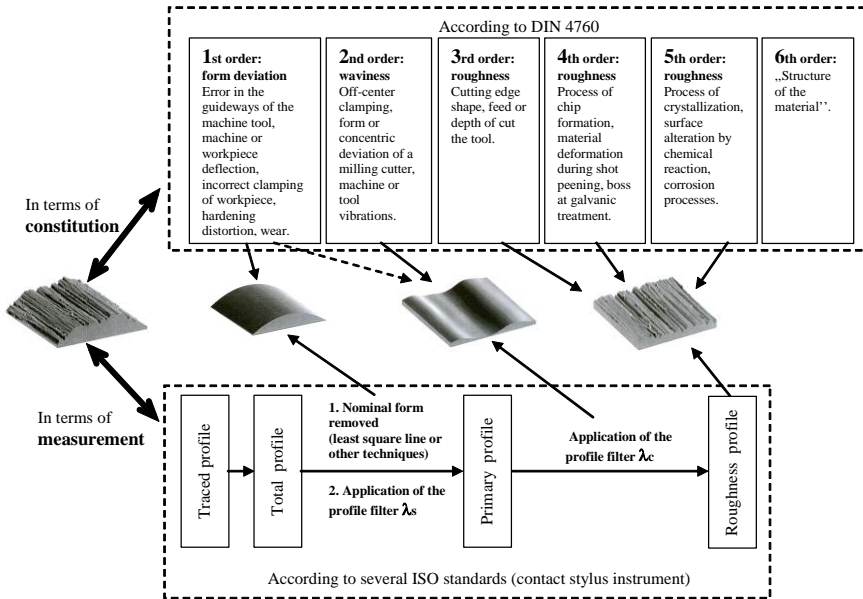 According to DIN 4760
1st order:
form deviation
Error in the
guideways of the
machine tool,
machine or
workpiece
deflection,
incorrect clamping
of workpiece,
hardening
distortion, wear.
2nd order:
waviness
Off-center
clamping,
form or
concentric
deviation of a
milling cutter,
machine or
tool
vibrations.
3rd order:
roughness
Cutting edge
shape, feed or
depth of cut
the tool.
4th order:
roughness
Process of
chip
formation,
material
deformation
during shot
peening, boss
at galvanic
treatment.
5th order:
roughness
Process of
crystallization,
surface
alteration by
chemical
reaction,
corrosion
processes.
6th order:
„Structure
of the
material’’.
In terms of
constitution
In terms of
measurement
Traced profile
Total profile
1. Nominal form
removed
(least square line or
other techniques)
2. Application of the
profile filter λs
Primary profile
Application of the
profile filter λc
Roughness profile
According to several ISO standards (contact stylus instrument)